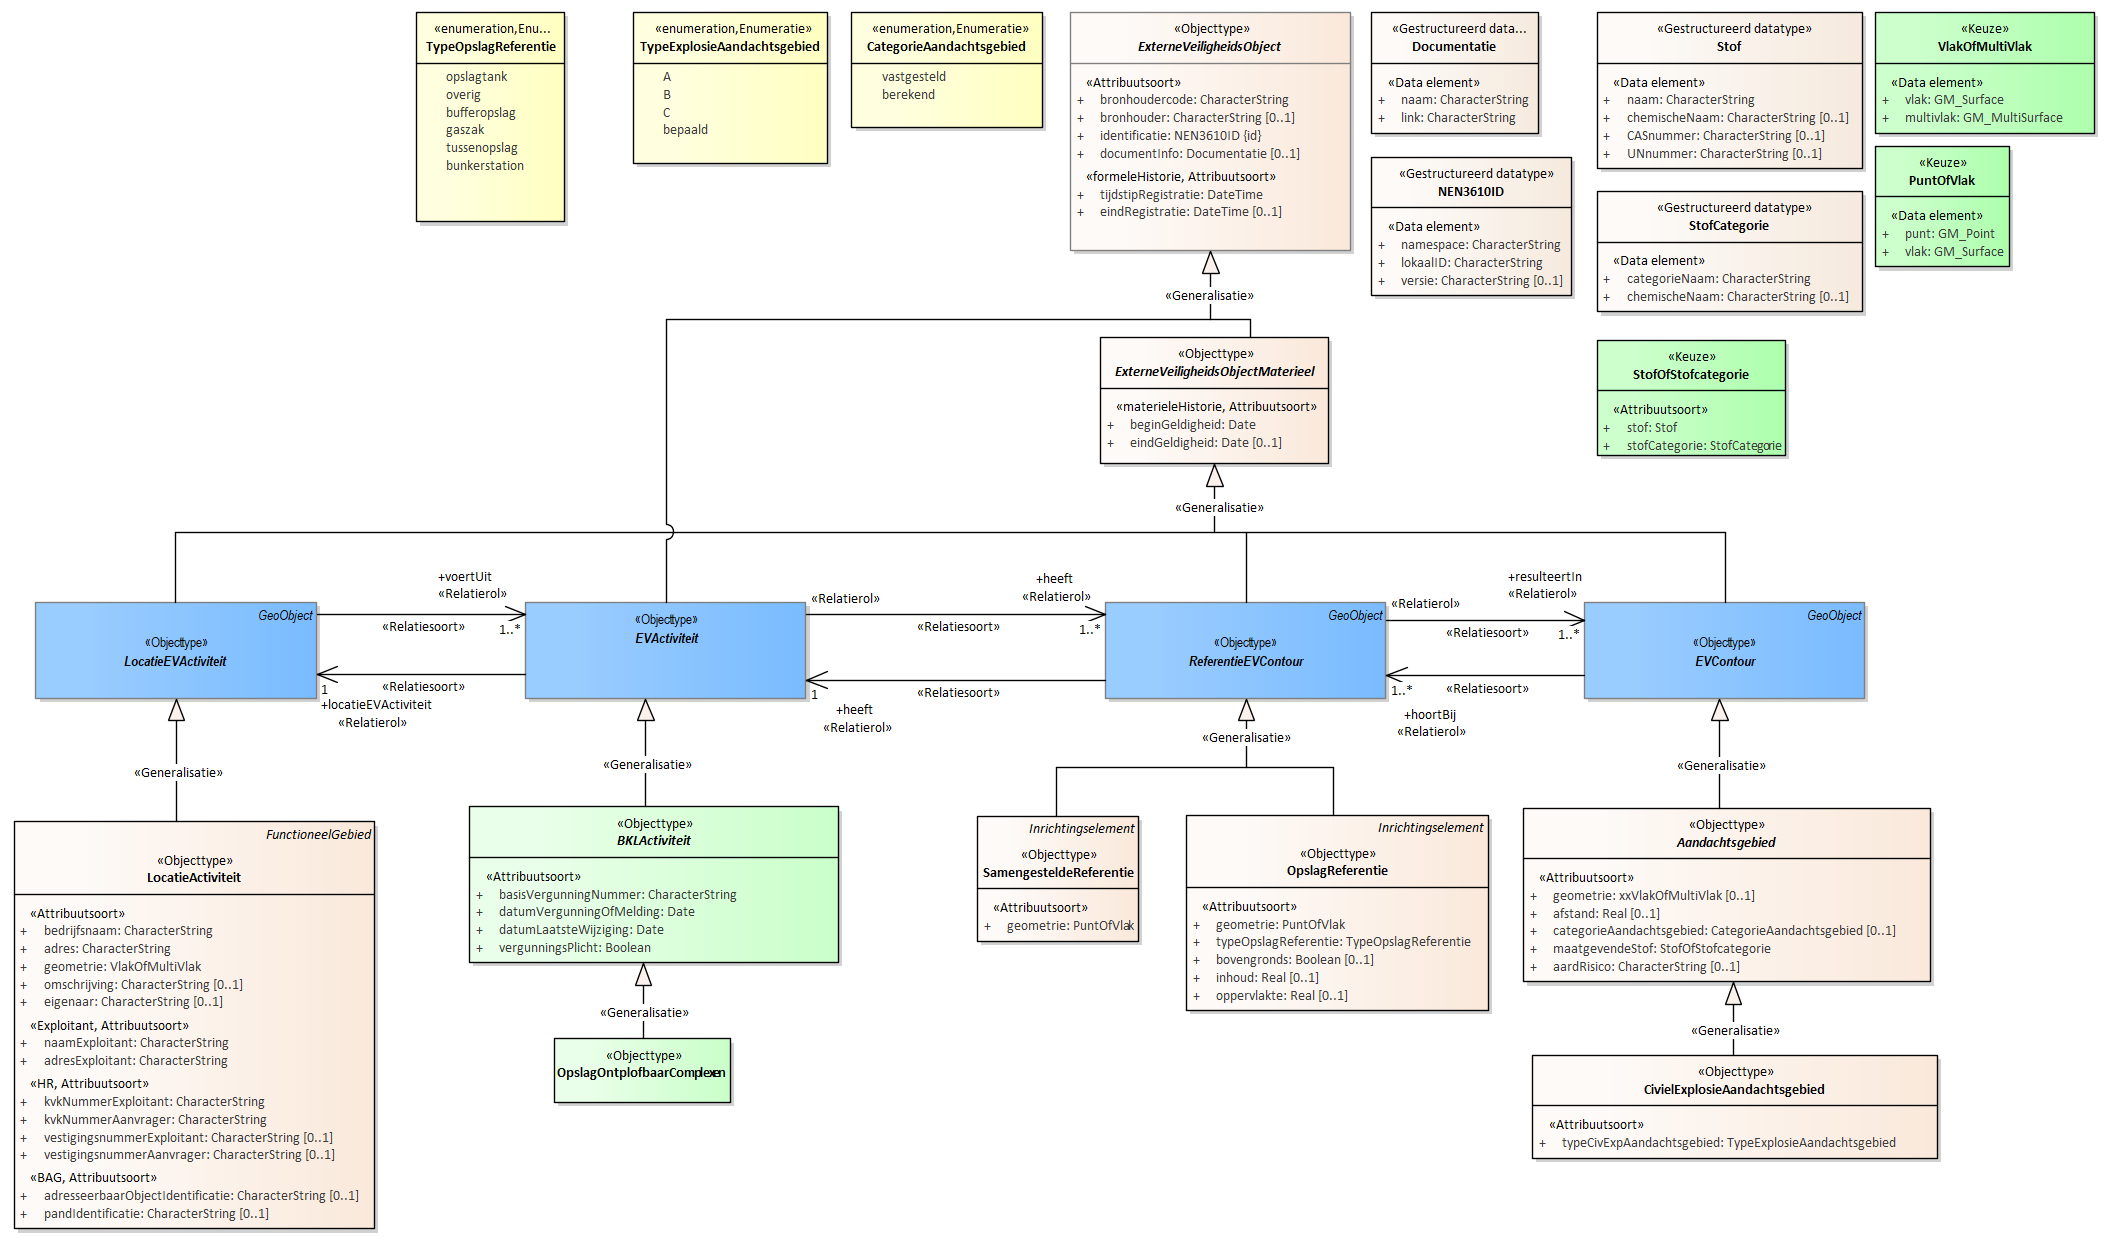 «enumeration,Enu...
TypeOpslagReferentie
opslagtank
overig
bufferopslag
gaszak
tussenopslag
bunkerstation
«enumeration,Enumeratie»
TypeExplosieAandachtsgebied
A
B
C
bepaald
«enumeration,Enumeratie»
CategorieAandachtsgebied
vastgesteld
berekend
«Objecttype»
ExterneVeiligheidsObject
«Attribuutsoort»
+ bronhoudercode: CharacterString
+ bronhouder: CharacterString [0..1]
+ identificatie: NEN3610ID {id}
+ documentInfo: Documentatie [0..1]
«formeleHistorie, Attribuutsoort»
+ tijdstipRegistratie: DateTime
+ eindRegistratie: DateTime [0..1]
«Gestructureerd data...
Documentatie
«Data element»
+ naam: CharacterString
+ link: CharacterString
«Gestructureerd datatype»
NEN3610ID
«Data element»
+ namespace: CharacterString
+ lokaalID: CharacterString
+ versie: CharacterString [0..1]
«Gestructureerd datatype»
Stof
«Data element»
+ naam: CharacterString
+ chemischeNaam: CharacterString [0..1]
+ CASnummer: CharacterString [0..1]
+ UNnummer: CharacterString [0..1]
«Gestructureerd datatype»
StofCategorie
«Data element»
+ categorieNaam: CharacterString
+ chemischeNaam: CharacterString [0..1]
«Keuze»
StofOfStofcategorie
«Attribuutsoort»
+ stof: Stof
+ stofCategorie: StofCategorie
«Keuze»
VlakOfMultiVlak
«Data element»
+ vlak: GM_Surface
+ multivlak: GM_MultiSurface
«Keuze»
PuntOfVlak
«Data element»
+ punt: GM_Point
+ vlak: GM_Surface
«Generalisatie»
«Objecttype»
ExterneVeiligheidsObjectMaterieel
«materieleHistorie, Attribuutsoort»
+ beginGeldigheid: Date
+ eindGeldigheid: Date [0..1]
«Generalisatie»
GeoObject
«Objecttype»
LocatieEVActiviteit
+voertUit
«Relatierol»
«Relatiesoort»
1..*
«Relatiesoort»
1
+locatieEVActiviteit
«Relatierol»
«Objecttype»
EVActiviteit
«Relatierol»
+heeft
«Relatierol»
«Relatiesoort»
1..*
«Relatiesoort»
1
+heeft
«Relatierol»
GeoObject
«Objecttype»
ReferentieEVContour
«Relatierol»
+resulteertIn
«Relatierol»
«Relatiesoort»
1..*
«Relatiesoort»
1..*
+hoortBij
«Relatierol»
GeoObject
«Objecttype»
EVContour
«Generalisatie»
«Generalisatie»
«Generalisatie»
«Generalisatie»
FunctioneelGebied
«Objecttype»
LocatieActiviteit
«Attribuutsoort»
+ bedrijfsnaam: CharacterString
+ adres: CharacterString
+ geometrie: VlakOfMultiVlak
+ omschrijving: CharacterString [0..1]
+ eigenaar: CharacterString [0..1]
«Exploitant, Attribuutsoort»
+ naamExploitant: CharacterString
+ adresExploitant: CharacterString
«HR, Attribuutsoort»
+ kvkNummerExploitant: CharacterString
+ kvkNummerAanvrager: CharacterString
+ vestigingsnummerExploitant: CharacterString [0..1]
+ vestigingsnummerAanvrager: CharacterString [0..1]
«BAG, Attribuutsoort»
+ adresseerbaarObjectIdentificatie: CharacterString [0..1]
+ pandIdentificatie: CharacterString [0..1]
«Objecttype»
BKLActiviteit
«Attribuutsoort»
+ basisVergunningNummer: CharacterString
+ datumVergunningOfMelding: Date
+ datumLaatsteWijziging: Date
+ vergunningsPlicht: Boolean
«Generalisatie»
«Objecttype»
OpslagOntplofbaarComplexen
Inrichtingselement
«Objecttype»
SamengesteldeReferentie
«Attribuutsoort»
+ geometrie: PuntOfVlak
Inrichtingselement
«Objecttype»
OpslagReferentie
«Attribuutsoort»
+ geometrie: PuntOfVlak
+ typeOpslagReferentie: TypeOpslagReferentie
+ bovengronds: Boolean [0..1]
+ inhoud: Real [0..1]
+ oppervlakte: Real [0..1]
«Objecttype»
Aandachtsgebied
«Attribuutsoort»
+ geometrie: xxVlakOfMultiVlak [0..1]
+ afstand: Real [0..1]
+ categorieAandachtsgebied: CategorieAandachtsgebied [0..1]
+ maatgevendeStof: StofOfStofcategorie
+ aardRisico: CharacterString [0..1]
«Generalisatie»
«Objecttype»
CivielExplosieAandachtsgebied
«Attribuutsoort»
+ typeCivExpAandachtsgebied: TypeExplosieAandachtsgebied